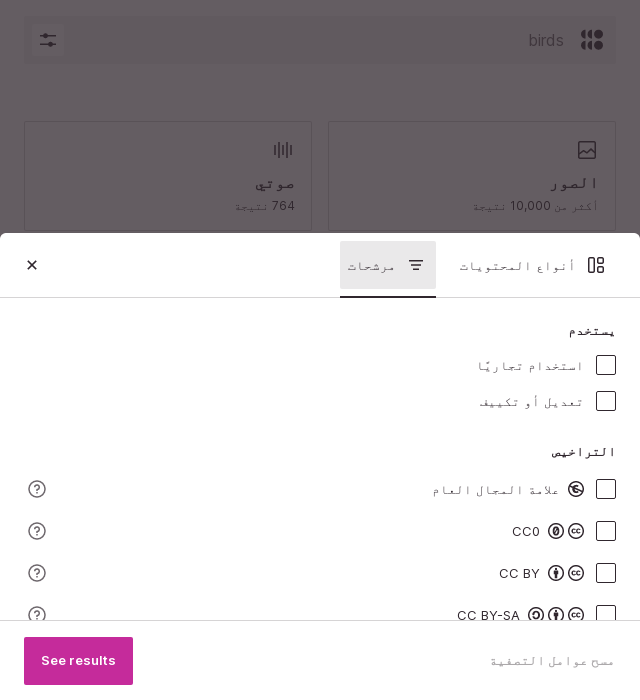 birds
الصور
أكثر من 10,000 نتيجة
صوتي
764 نتيجة
أنواع المحتويات
مرشحات
يستخدم
استخدام تجاريًا
تعديل أو تكييف
التراخيص
علامة المجال العام
CC0
CC BY
CC BY-SA
مسح عوامل التصفية
See results